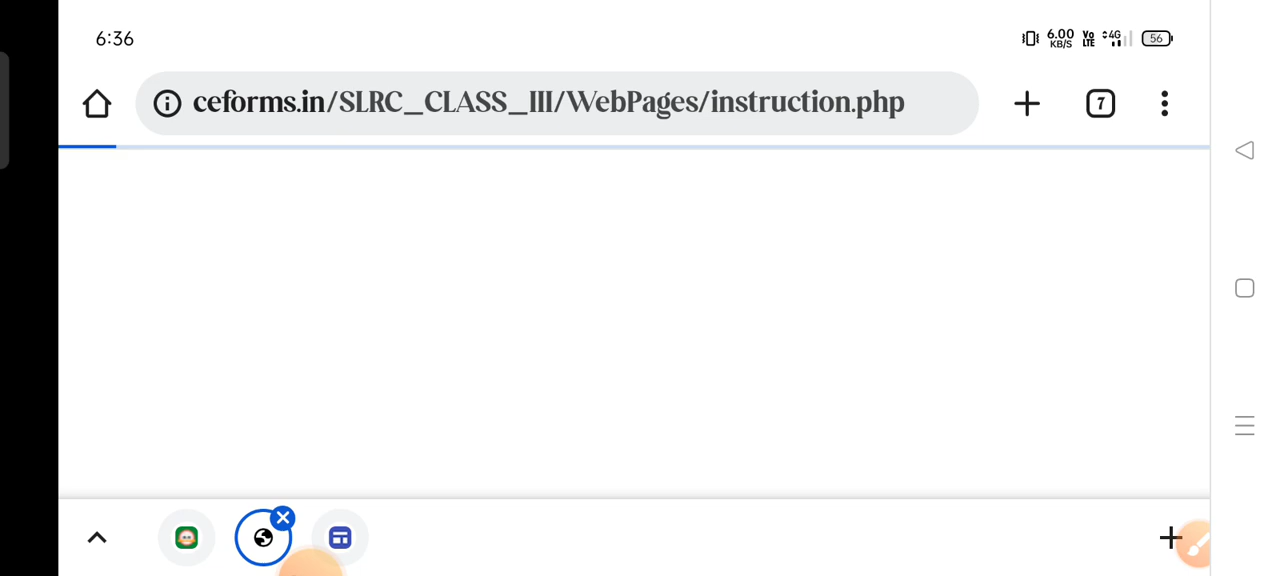 6:36
6.00 KB/S Vo LTE 4G 56
ceforms.in/SLRC_CLASS_III/WebPages/instruction.php
7